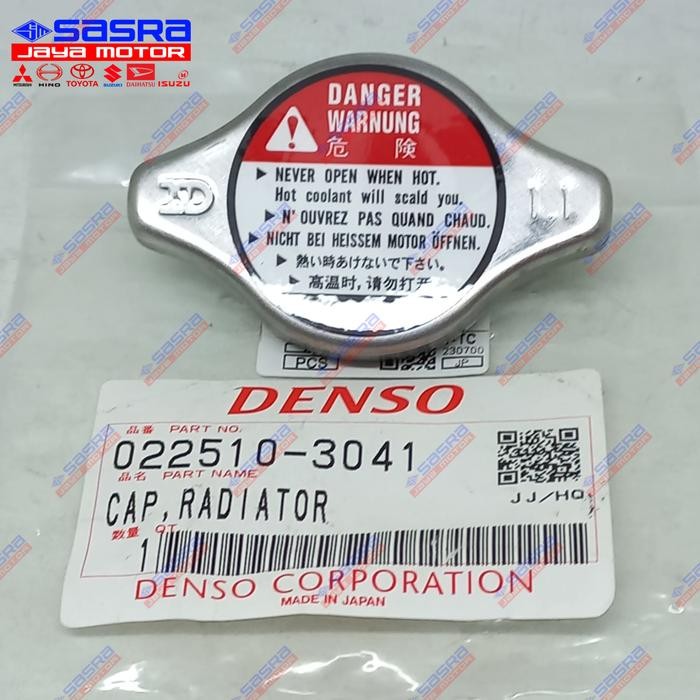 SASRA
JAYA MOTOR
MITSUBISHI HINO TOYOTA SUZUKI DAIHATSU ISUZU
DANGER
WARNUNG
危険
▶ NEVER OPEN WHEN HOT.
Hot coolant will scald you.
▶ N'OUVREZ PAS QUAND CHAUD.
▶ NICHT BEI HEISSEM MOTOR ÖFFNEN.
▶ 熱い時あけないで下さい。
▶ 高温时,请勿打开
1.1
PCS
-TC
230700
JP
DENSO
品番 PART NO.
022510-3041
品名 PART NAME
CAP, RADIATOR
JJ/HQ
数量 QT
1
DENSO CORPORATION
MADE IN JAPAN